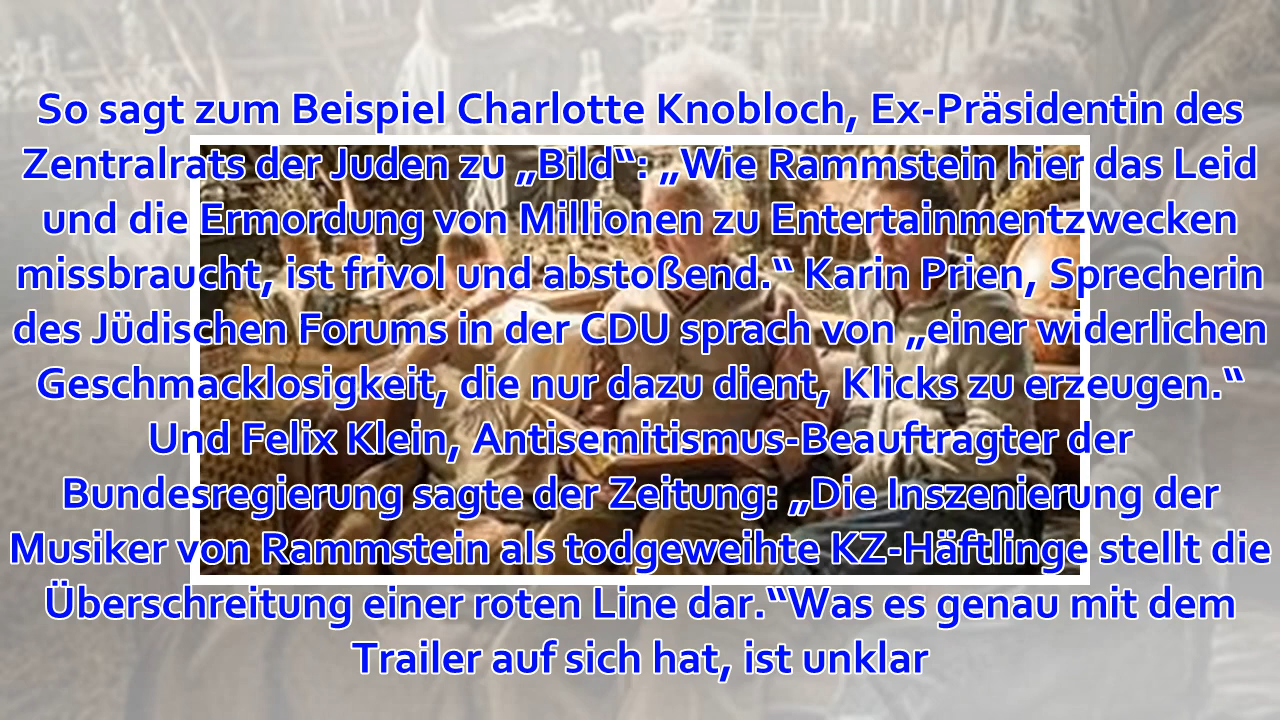 So sagt zum Beispiel Charlotte Knobloch, Ex-Präsidentin des
Zentralrats der Juden zu „Bild“: „Wie Rammstein hier das Leid
und die Ermordung von Millionen zu Entertainmentzwecken
missbraucht, ist frivol und abstoßend.“ Karin Prien, Sprecherin
des Jüdischen Forums in der CDU sprach von „einer widerlichen
Geschmacklosigkeit, die nur dazu dient, Klicks zu erzeugen.“
Und Felix Klein, Antisemitismus-Beauftragter der
Bundesregierung sagte der Zeitung: „Die Inszenierung der
Musiker von Rammstein als todgeweihte KZ-Häftlinge stellt die
Überschreitung einer roten Line dar.“Was es genau mit dem
Trailer auf sich hat, ist unklar